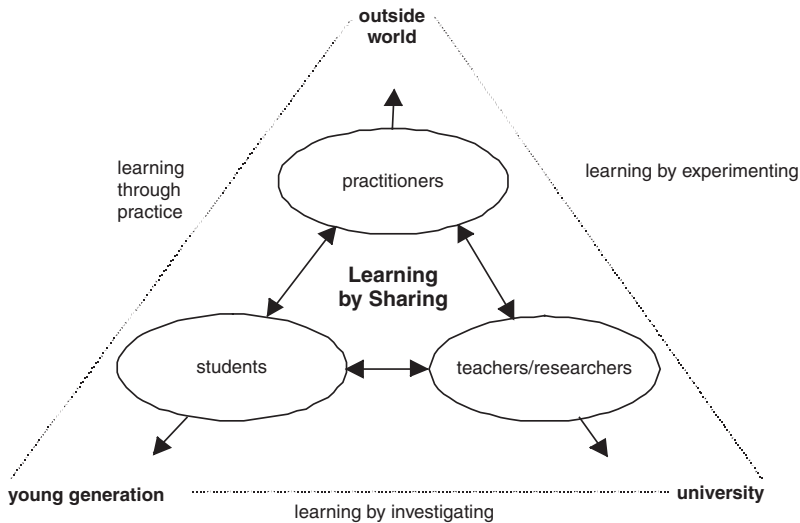 outside
world
learning
through
practice
practitioners
learning by experimenting
Learning
by Sharing
students
teachers/researchers
young generation
university
learning by investigating